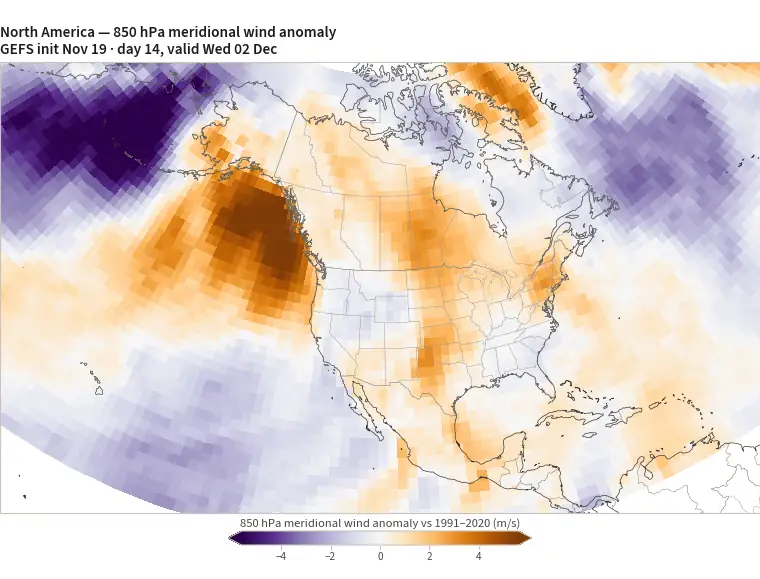 North America — 850 hPa meridional wind anomaly
GEFS init Nov 19 · day 14, valid Wed 02 Dec
850 hPa meridional wind anomaly vs 1991–2020 (m/s)
−4 −2 0 2 4